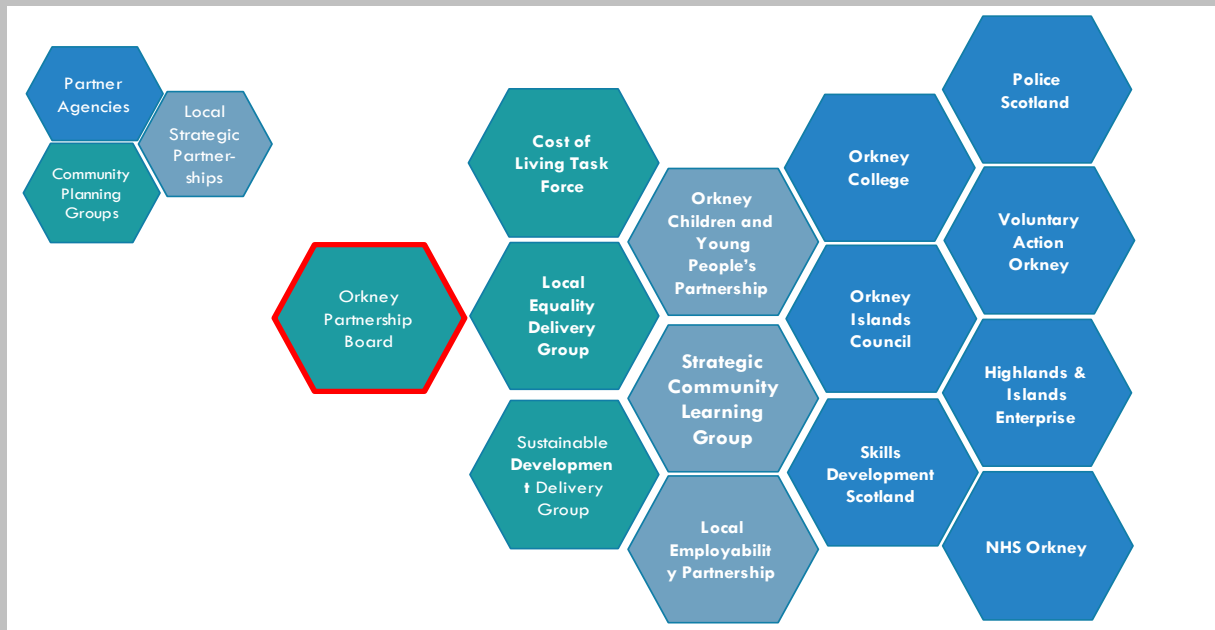 Partner
Agencies
Local
Strategic
Partner-
ships
Community
Planning
Groups
Orkney
Partnership
Board
Cost of
Living Task
Force
Local
Equality
Delivery
Group
Sustainable
Developmen
t Delivery
Group
Orkney
Children and
Young
People’s
Partnership
Strategic
Community
Learning
Group
Local
Employabilit
y Partnership
Orkney
College
Orkney
Islands
Council
Skills
Development
Scotland
Police
Scotland
Voluntary
Action
Orkney
Highlands &
Islands
Enterprise
NHS Orkney